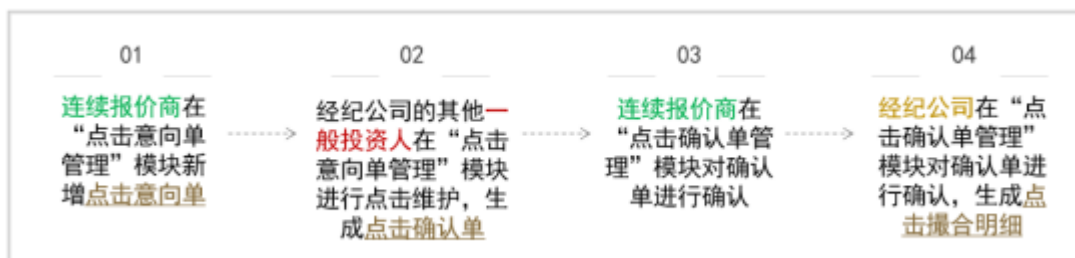 01
连续报价商在
“点击意向单
管理”模块新
增点击意向单
02
经纪公司的其他一
般投资人在“点击
意向单管理”模块
进行点击维护，生
成点击确认单
03
连续报价商在
“点击确认单管
理”模块对确认
单进行确认
04
经纪公司在“点
击确认单管理”
模块对确认单进
行确认，生成点
击撮合明细